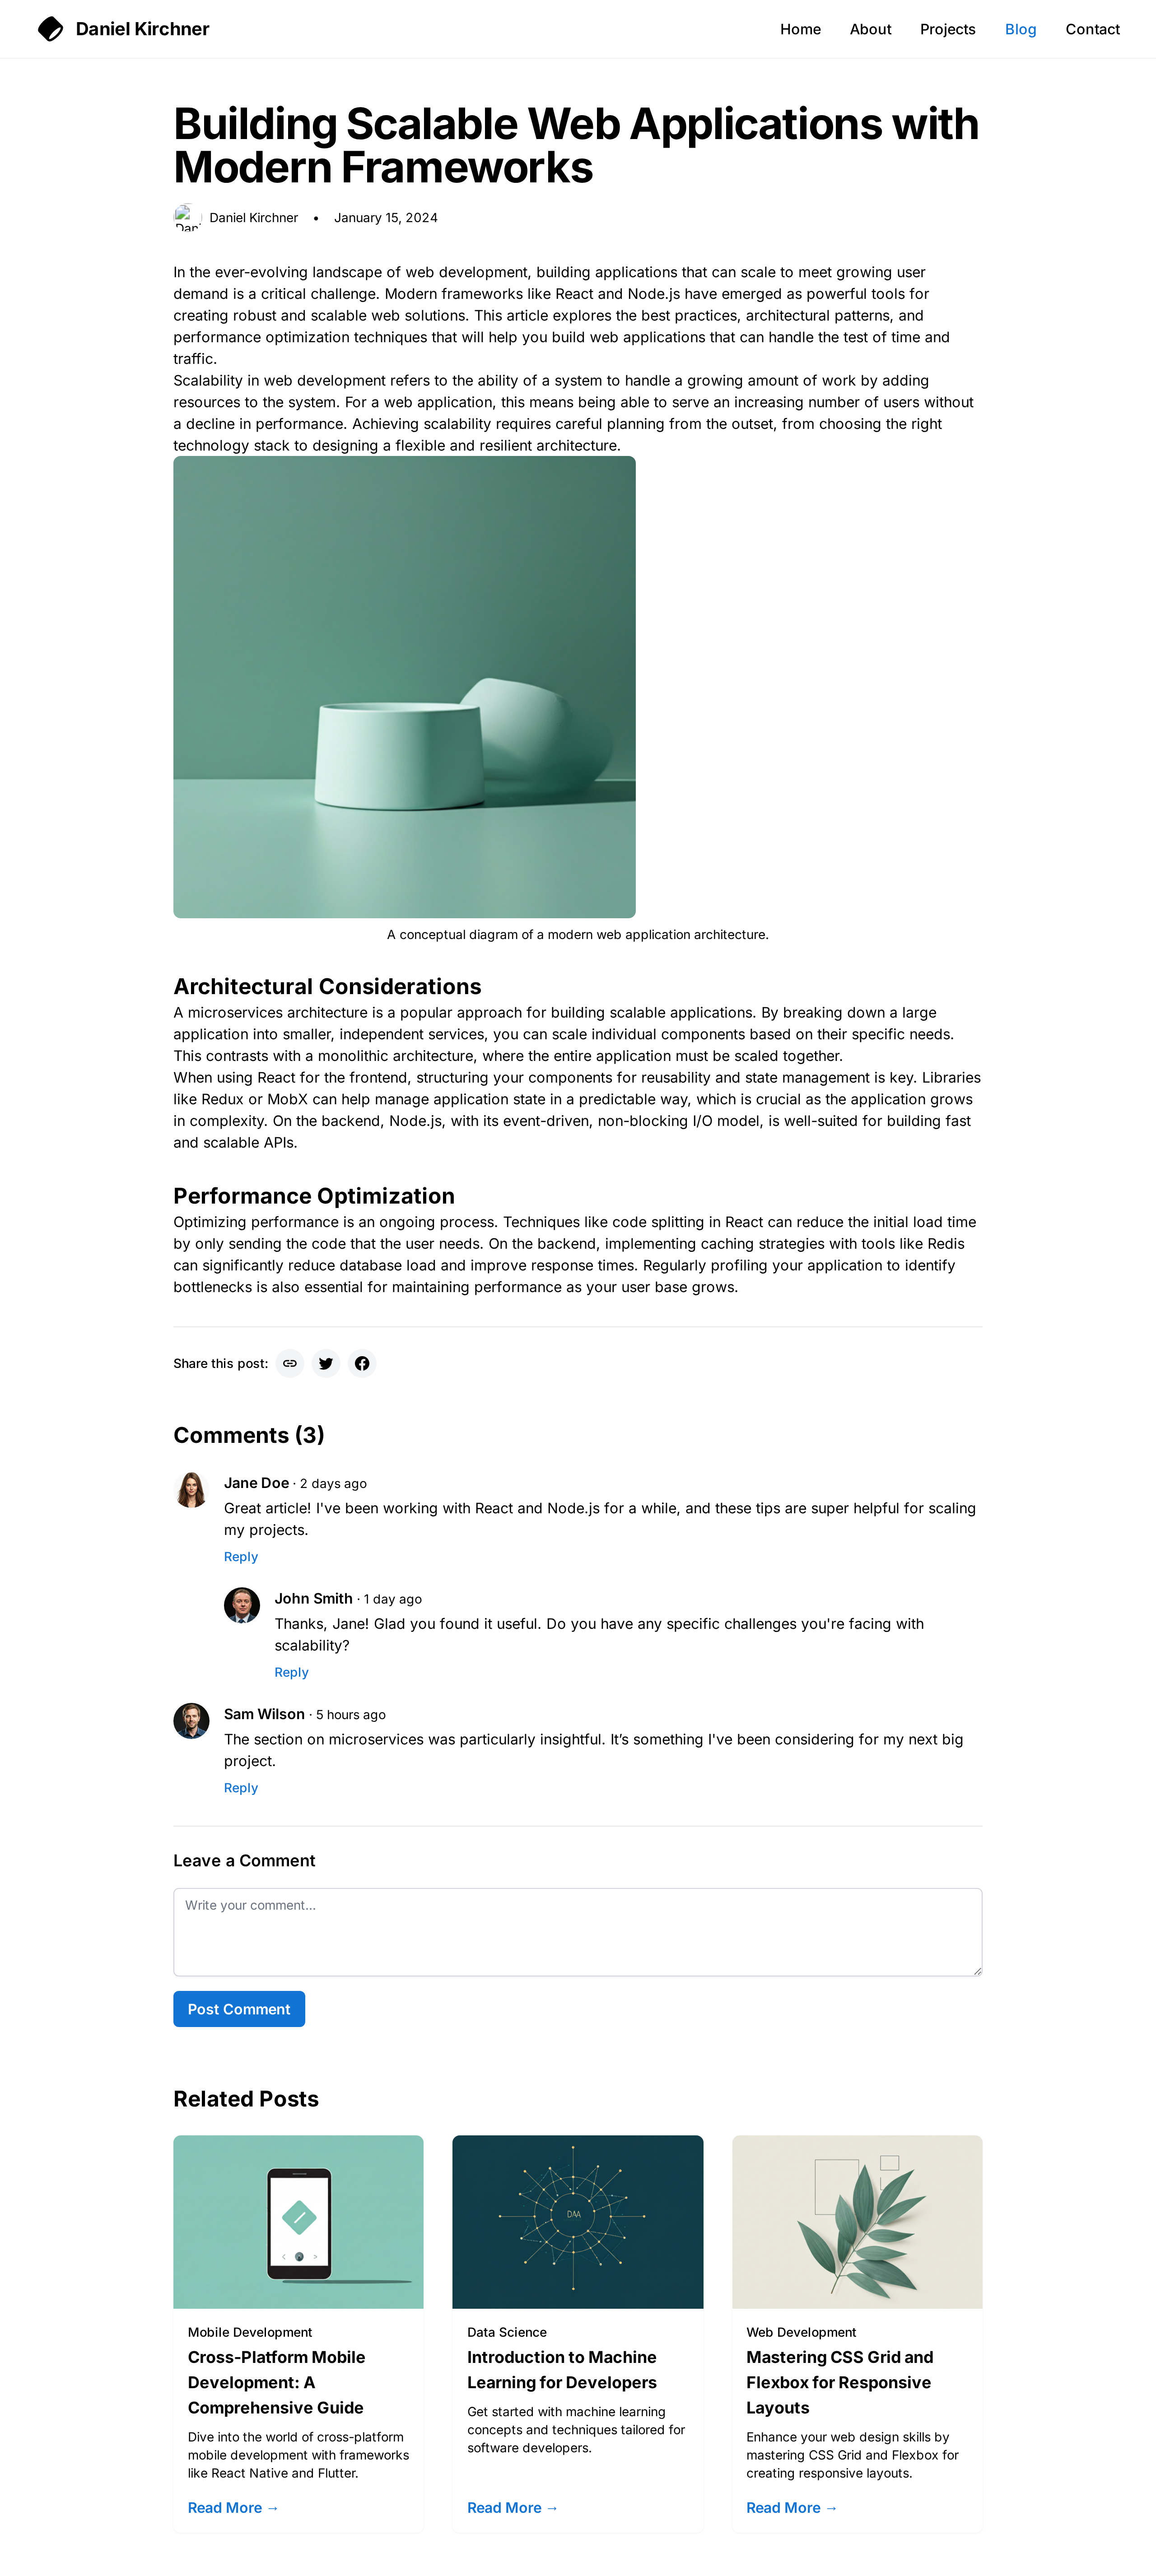 Daniel Kirchner
Home
About
Projects
Blog
Contact
Building Scalable Web Applications with
Modern Frameworks
Daniel Kirchner • January 15, 2024
In the ever-evolving landscape of web development, building applications that can scale to meet growing user
demand is a critical challenge. Modern frameworks like React and Node.js have emerged as powerful tools for
creating robust and scalable web solutions. This article explores the best practices, architectural patterns, and
performance optimization techniques that will help you build web applications that can handle the test of time and
traffic.
Scalability in web development refers to the ability of a system to handle a growing amount of work by adding
resources to the system. For a web application, this means being able to serve an increasing number of users without
a decline in performance. Achieving scalability requires careful planning from the outset, from choosing the right
technology stack to designing a flexible and resilient architecture.
A conceptual diagram of a modern web application architecture.
Architectural Considerations
A microservices architecture is a popular approach for building scalable applications. By breaking down a large
application into smaller, independent services, you can scale individual components based on their specific needs.
This contrasts with a monolithic architecture, where the entire application must be scaled together.
When using React for the frontend, structuring your components for reusability and state management is key. Libraries
like Redux or MobX can help manage application state in a predictable way, which is crucial as the application grows
in complexity. On the backend, Node.js, with its event-driven, non-blocking I/O model, is well-suited for building fast
and scalable APIs.
Performance Optimization
Optimizing performance is an ongoing process. Techniques like code splitting in React can reduce the initial load time
by only sending the code that the user needs. On the backend, implementing caching strategies with tools like Redis
can significantly reduce database load and improve response times. Regularly profiling your application to identify
bottlenecks is also essential for maintaining performance as your user base grows.
Share this post:
Comments (3)
Jane Doe · 2 days ago
Great article! I've been working with React and Node.js for a while, and these tips are super helpful for scaling
my projects.
Reply
John Smith · 1 day ago
Thanks, Jane! Glad you found it useful. Do you have any specific challenges you're facing with
scalability?
Reply
Sam Wilson · 5 hours ago
The section on microservices was particularly insightful. It’s something I've been considering for my next big
project.
Reply
Leave a Comment
Write your comment...
Post Comment
Related Posts
Mobile Development
Cross-Platform Mobile
Development: A
Comprehensive Guide
Dive into the world of cross-platform
mobile development with frameworks
like React Native and Flutter.
Read More →
Data Science
Introduction to Machine
Learning for Developers
Get started with machine learning
concepts and techniques tailored for
software developers.
Read More →
Web Development
Mastering CSS Grid and
Flexbox for Responsive
Layouts
Enhance your web design skills by
mastering CSS Grid and Flexbox for
creating responsive layouts.
Read More →